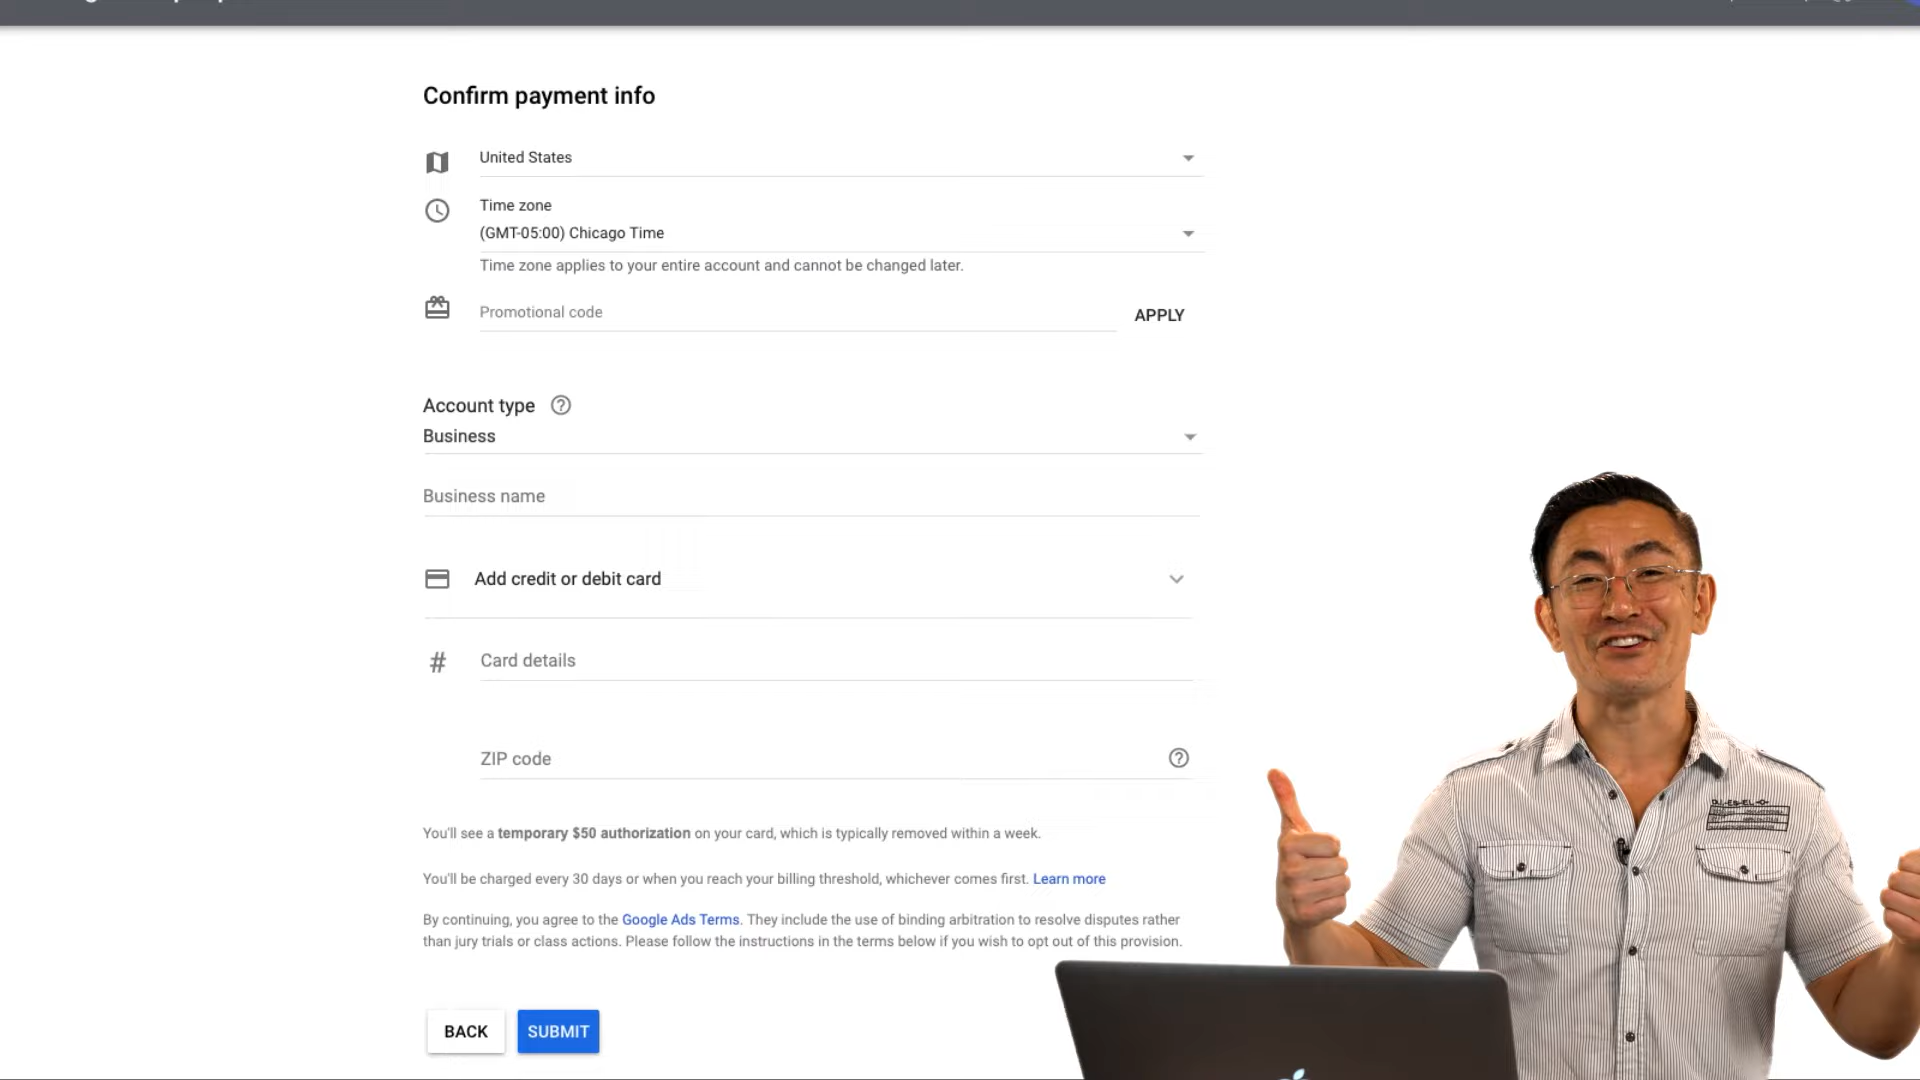 Confirm payment info
United States
Time zone
(GMT-05:00) Chicago Time
Time zone applies to your entire account and cannot be changed later.
Promotional code
APPLY
Account type
Business
Business name
Add credit or debit card
# Card details
ZIP code
You'll see a temporary $50 authorization on your card, which is typically removed within a week.
You'll be charged every 30 days or when you reach your billing threshold, whichever comes first. Learn more
By continuing, you agree to the Google Ads Terms. They include the use of binding arbitration to resolve disputes rather
than jury trials or class actions. Please follow the instructions in the terms below if you wish to opt out of this provision.
BACK
SUBMIT